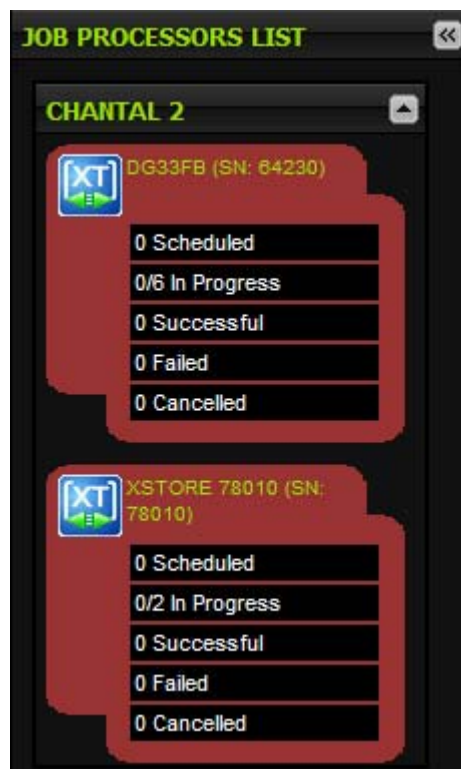 JOB PROCESSORS LIST
CHANTAL 2
[XT]
DG33FB (SN: 64230)
0 Scheduled
0/6 In Progress
0 Successful
0 Failed
0 Cancelled
[XT]
XSTORE 78010 (SN:
78010)
0 Scheduled
0/2 In Progress
0 Successful
0 Failed
0 Cancelled